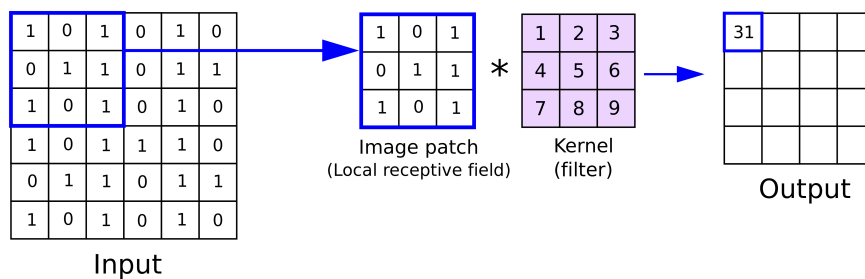 1 0 1 0 1 0
0 1 1 0 1 1
1 0 1 0 1 0
1 0 1 1 1 0
0 1 1 0 1 1
1 0 1 0 1 0
Input
1 0 1
0 1 1
1 0 1
Image patch
(Local receptive field)
*
1 2 3
4 5 6
7 8 9
Kernel
(filter)
31
Output